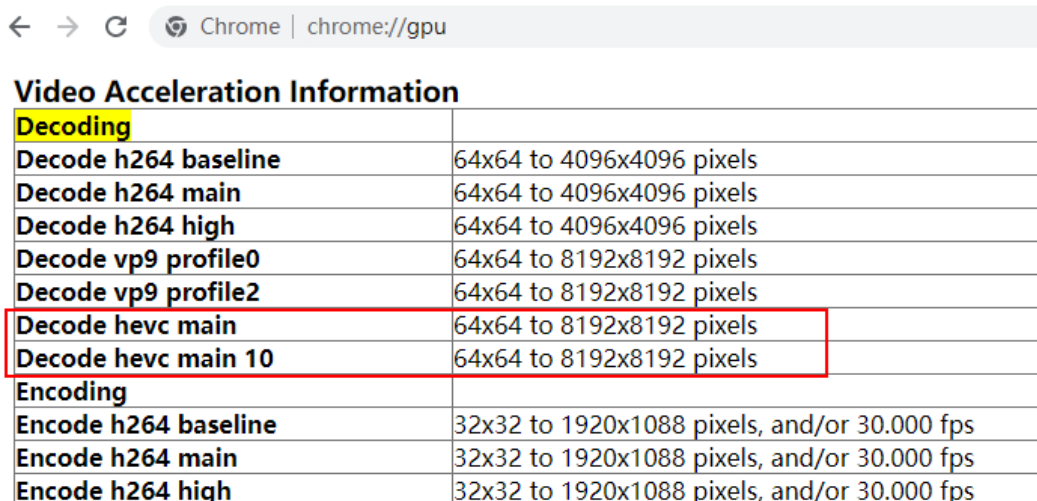 Chrome | chrome://gpu
Video Acceleration Information
Decoding
Decode h264 baseline 64x64 to 4096x4096 pixels
Decode h264 main 64x64 to 4096x4096 pixels
Decode h264 high 64x64 to 4096x4096 pixels
Decode vp9 profile0 64x64 to 8192x8192 pixels
Decode vp9 profile2 64x64 to 8192x8192 pixels
Decode hevc main 64x64 to 8192x8192 pixels
Decode hevc main 10 64x64 to 8192x8192 pixels
Encoding
Encode h264 baseline 32x32 to 1920x1088 pixels, and/or 30.000 fps
Encode h264 main 32x32 to 1920x1088 pixels, and/or 30.000 fps
Encode h264 high 32x32 to 1920x1088 pixels, and/or 30.000 fps